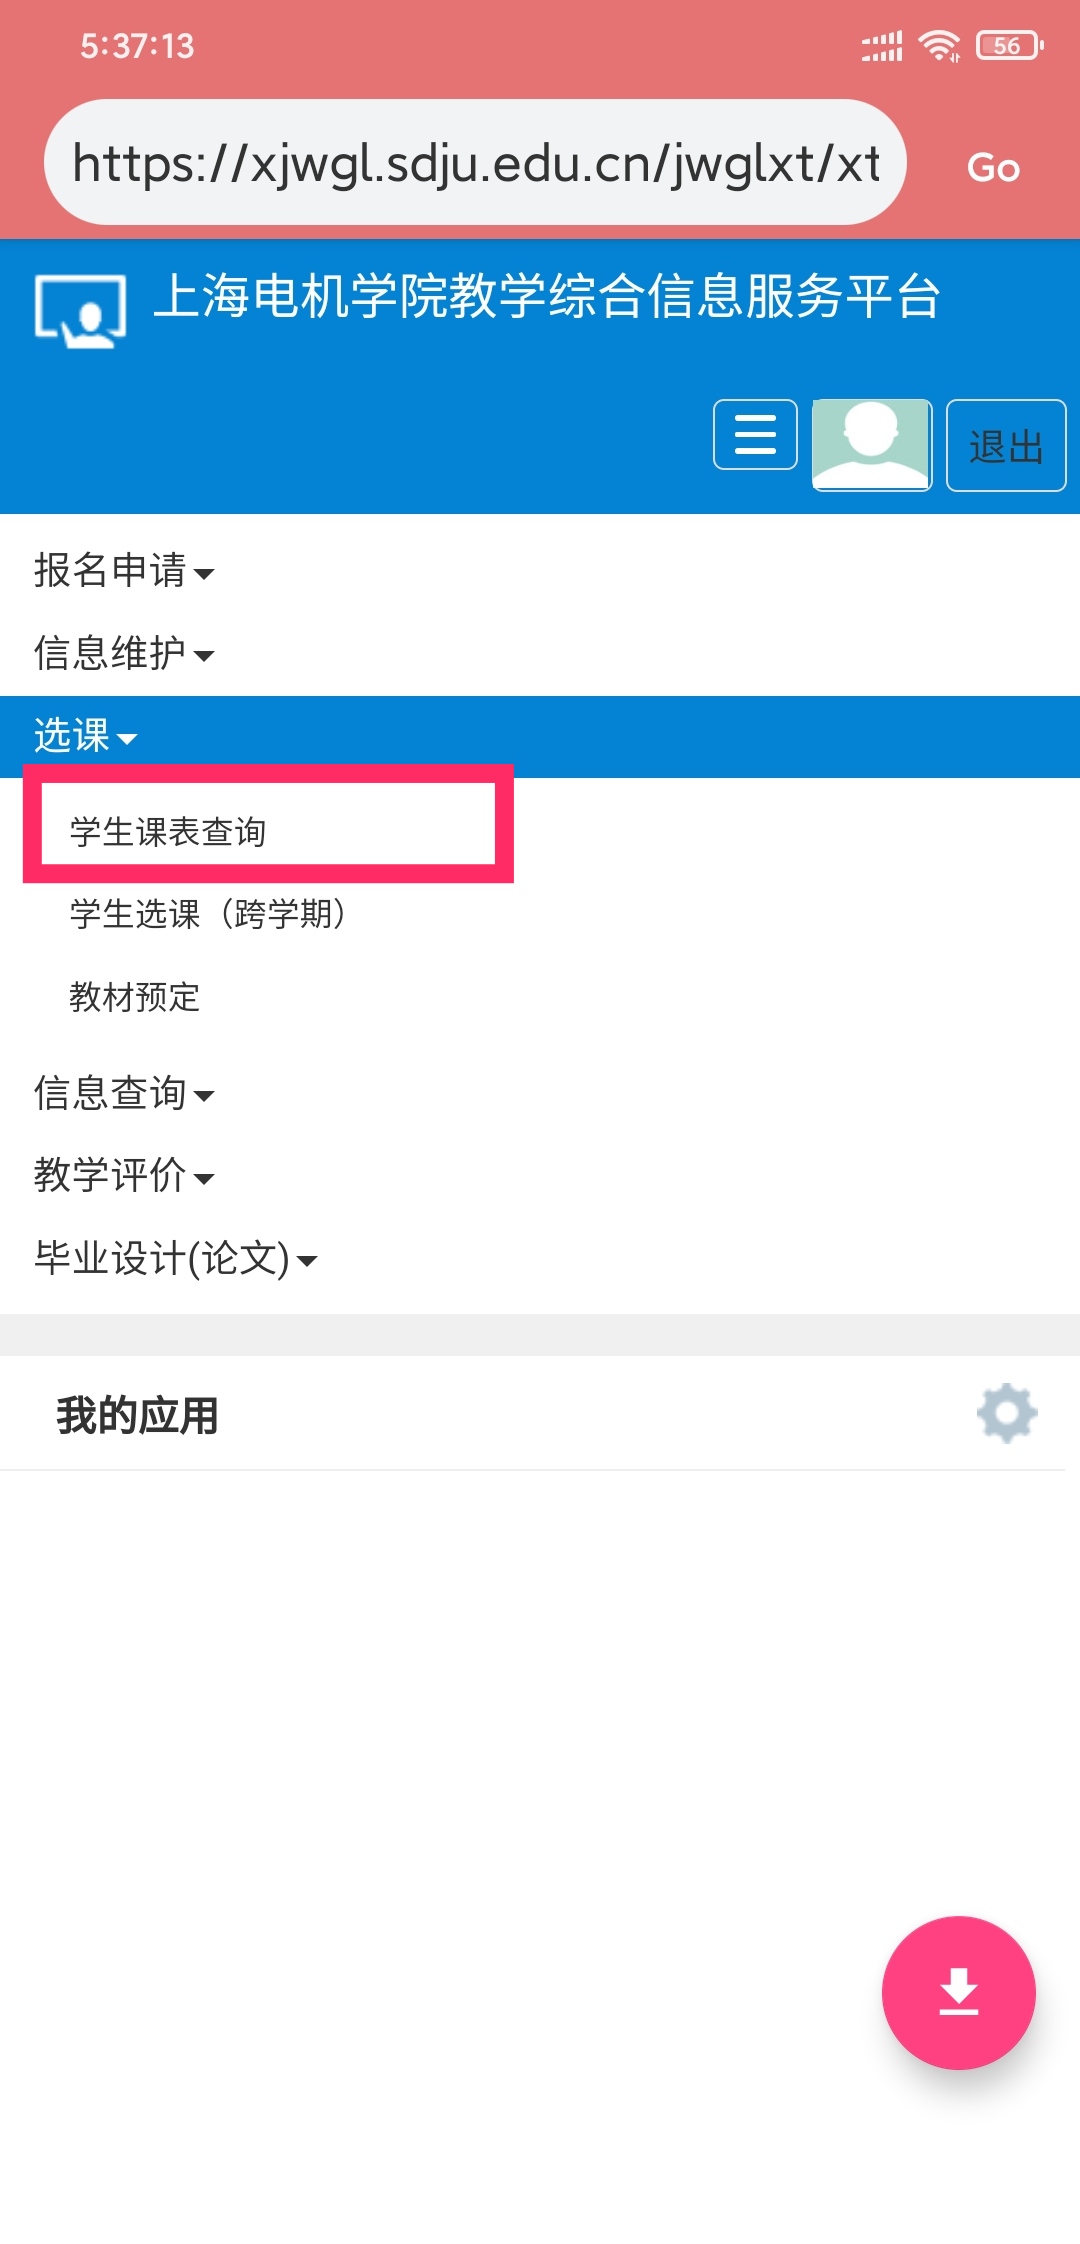 5:37:13
56
https://xjwgl.sdju.edu.cn/jwglxt/xt
Go
上海电机学院教学综合信息服务平台
退出
报名申请
信息维护
选课
学生课表查询
学生选课（跨学期）
教材预定
信息查询
教学评价
毕业设计(论文)
我的应用